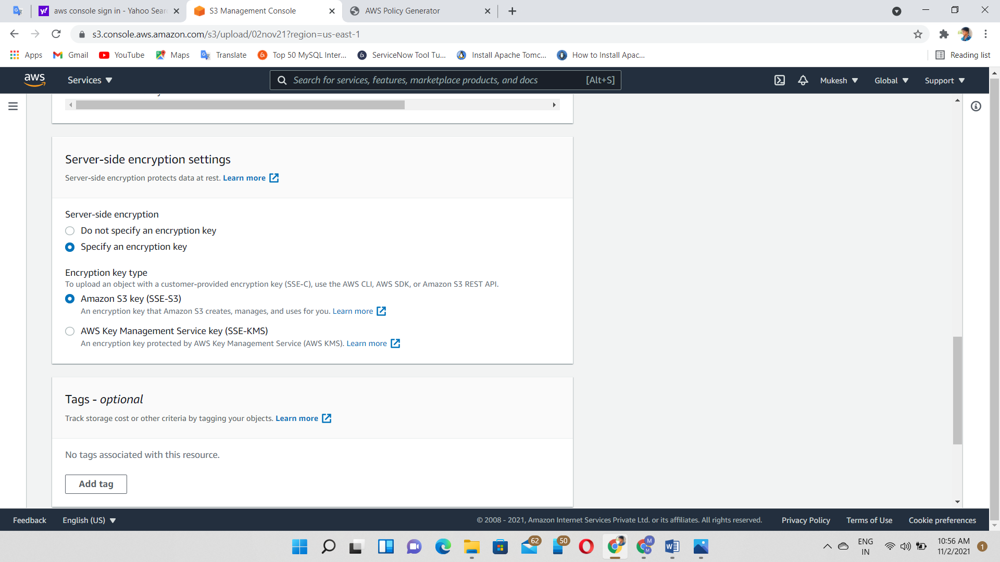 aws console sign in - Yahoo Sear
S3 Management Console
AWS Policy Generator
s3.console.aws.amazon.com/s3/upload/02nov21?region=us-east-1
Apps
Gmail
YouTube
Maps
Translate
Top 50 MySQL Inter...
ServiceNow Tool Tu...
Install Apache Tomc...
How to Install Apac...
Reading list
aws
Services
Search for services, features, marketplace products, and docs
[Alt+S]
Mukesh
Global
Support
Server-side encryption settings
Server-side encryption protects data at rest. Learn more
Server-side encryption
Do not specify an encryption key
Specify an encryption key
Encryption key type
To upload an object with a customer-provided encryption key (SSE-C), use the AWS CLI, AWS SDK, or Amazon S3 REST API.
Amazon S3 key (SSE-S3)
An encryption key that Amazon S3 creates, manages, and uses for you. Learn more
AWS Key Management Service key (SSE-KMS)
An encryption key protected by AWS Key Management Service (AWS KMS). Learn more
Tags - optional
Track storage cost or other criteria by tagging your objects. Learn more
No tags associated with this resource.
Add tag
Feedback
English (US)
© 2008 - 2021, Amazon Internet Services Private Ltd. or its affiliates. All rights reserved.
Privacy Policy
Terms of Use
Cookie preferences
62
50
M
M
ENG
IN
10:56 AM
11/2/2021
1